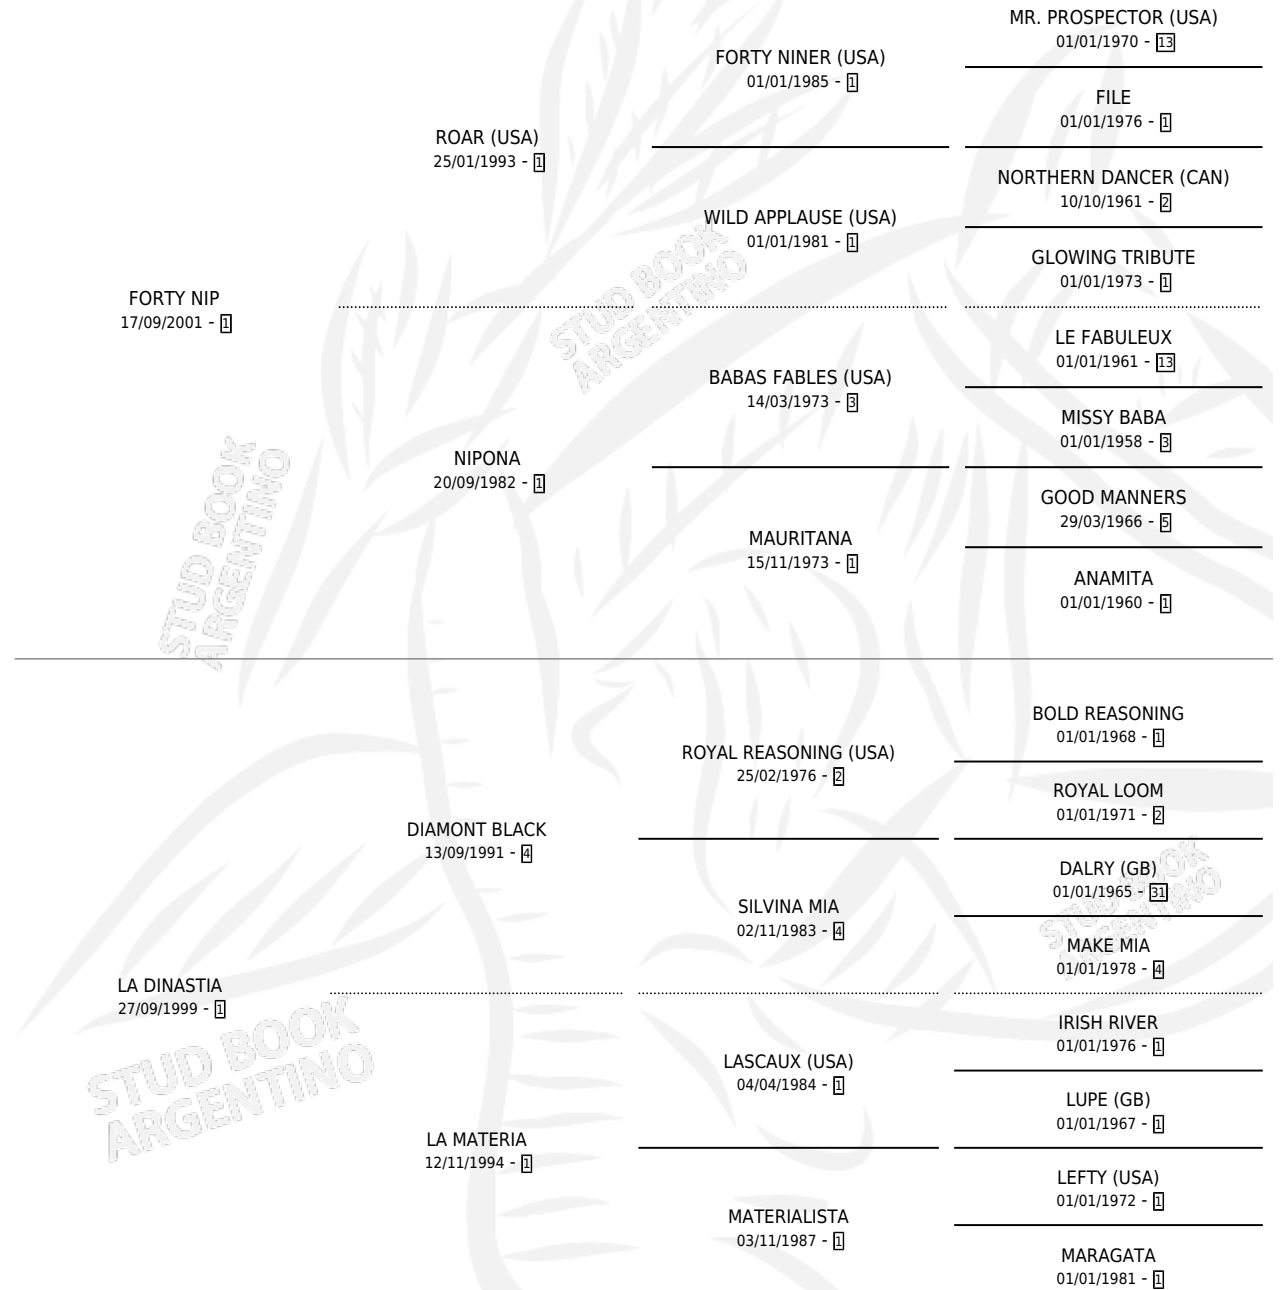 MR. PROSPECTOR (USA)
01/01/1970 - 13
FORTY NINER (USA)
01/01/1985 - 1
FILE
01/01/1976 - 1
ROAR (USA)
25/01/1993 - 1
NORTHERN DANCER (CAN)
10/10/1961 - 2
WILD APPLAUSE (USA)
01/01/1981 - 1
GLOWING TRIBUTE
01/01/1973 - 1
FORTY NIP
17/09/2001 - 1
LE FABULEUX
01/01/1961 - 13
BABAS FABLES (USA)
14/03/1973 - 3
MISSY BABA
01/01/1958 - 3
NIPONA
20/09/1982 - 1
GOOD MANNERS
29/03/1966 - 5
MAURITANA
15/11/1973 - 1
ANAMITA
01/01/1960 - 1
BOLD REASONING
01/01/1968 - 1
ROYAL REASONING (USA)
25/02/1976 - 2
ROYAL LOOM
01/01/1971 - 2
DIAMONT BLACK
13/09/1991 - 4
DALRY (GB)
01/01/1965 - 31
SILVINA MIA
02/11/1983 - 4
MAKE MIA
01/01/1978 - 4
LA DINASTIA
27/09/1999 - 1
IRISH RIVER
01/01/1976 - 1
LASCAUX (USA)
04/04/1984 - 1
LUPE (GB)
01/01/1967 - 1
LA MATERIA
12/11/1994 - 1
LEFTY (USA)
01/01/1972 - 1
MATERIALISTA
03/11/1987 - 1
MARAGATA
01/01/1981 - 1
STUD BOOK
ARGENTINO
STUD BOOK
ARGENTINO
STUD BOOK
ARGENTINO
STUD BOOK
ARGENTINO